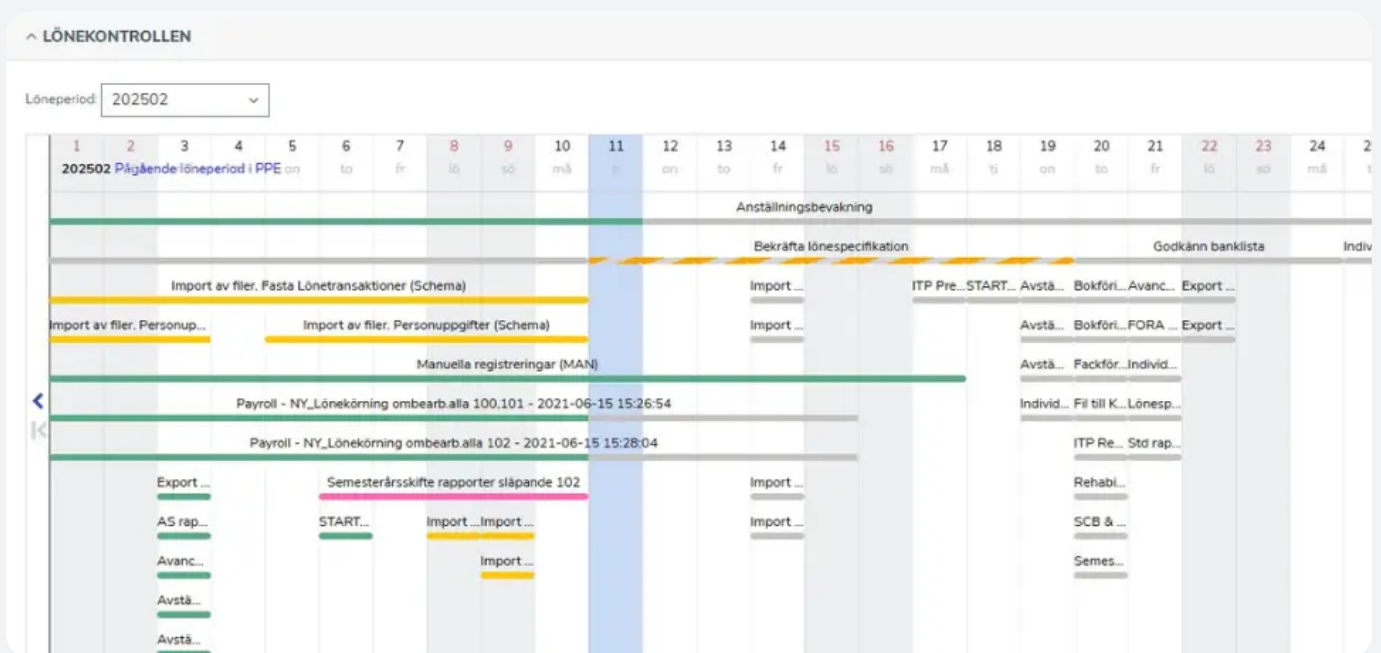 LÖNEKONTROLLEN
Löneperiod: 202502
1 2 3 4 5 6 7 8 9 10 11 12 13 14 15 16 17 18 19 20 21 22 23 24
202502 Pågående löneperiod i PPE on to fr lö sö må on to fr lö sö må ti on to fr lö sö må
Anställningsbevakning
Bekräfta lönespecifikation Godkänn banklista Indiv
Import av filer. Fasta Lönetransaktioner (Schema) Import ... ITP Pre... START... Avstä... Bokföri... Avanc... Export ...
Import av filer. Personup... Import av filer. Personuppgifter (Schema) Import ... Avstä... Bokföri... FORA ... Export ...
Manuella registreringar (MAN) Avstä... Fackför... Individ...
Payroll - NY_Lönekörning ombearb.alla 100,101 - 2021-06-15 15:26:54 Individ... Fil till K... Lönesp...
Payroll - NY_Lönekörning ombearb.alla 102 - 2021-06-15 15:28:04 ITP Re... Std rap...
Export ... Semesterårsskifte rapporter släpande 102 Import ... Rehabi...
AS rap... START... Import ... Import ... Import ... SCB & ...
Avanc... Import ... Semes...
Avstä...
Avstä...